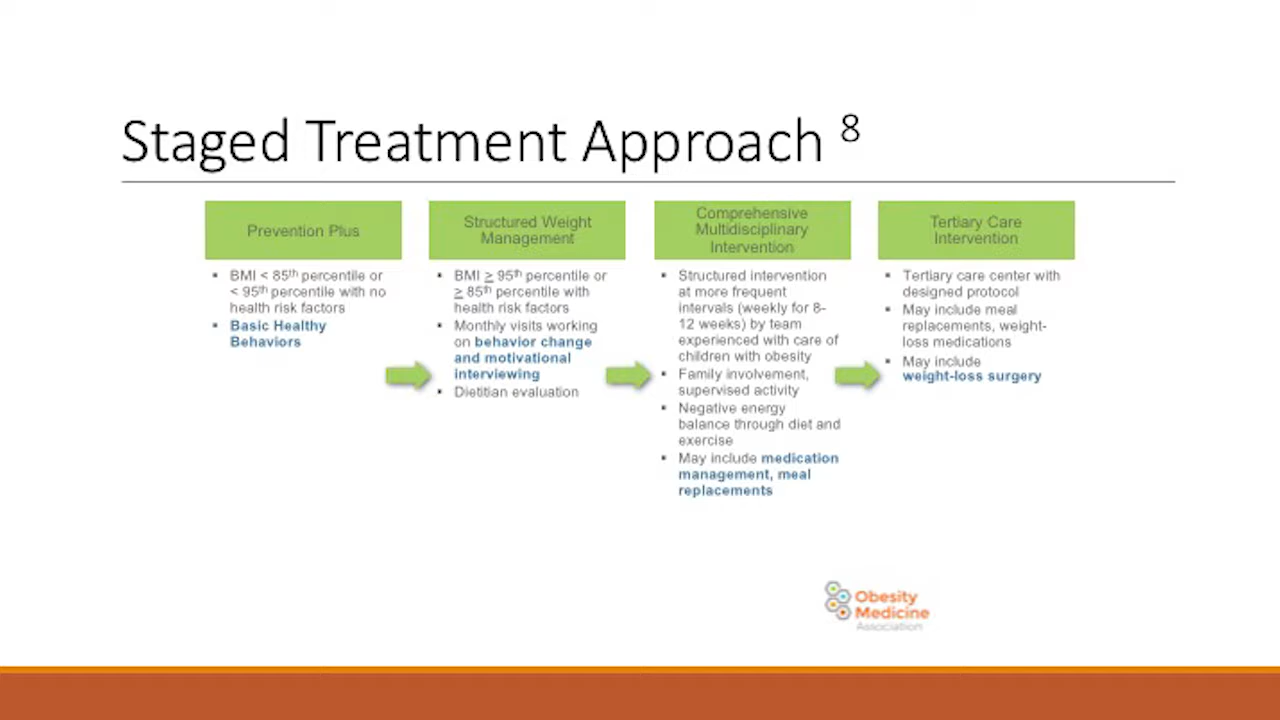 Staged Treatment Approach 8
Prevention Plus
▪ BMI < 85th percentile or
< 95th percentile with no
health risk factors
▪ Basic Healthy
Behaviors
Structured Weight
Management
▪ BMI ≥ 95th percentile or
≥ 85th percentile with
health risk factors
▪ Monthly visits working
on behavior change
and motivational
interviewing
▪ Dietitian evaluation
Comprehensive
Multidisciplinary
Intervention
▪ Structured intervention
at more frequent
intervals (weekly for 8-
12 weeks) by team
experienced with care of
children with obesity
▪ Family involvement,
supervised activity
▪ Negative energy
balance through diet and
exercise
▪ May include medication
management, meal
replacements
Tertiary Care
Intervention
▪ Tertiary care center with
designed protocol
▪ May include meal
replacements, weight-
loss medications
▪ May include
weight-loss surgery
Obesity
Medicine
Association